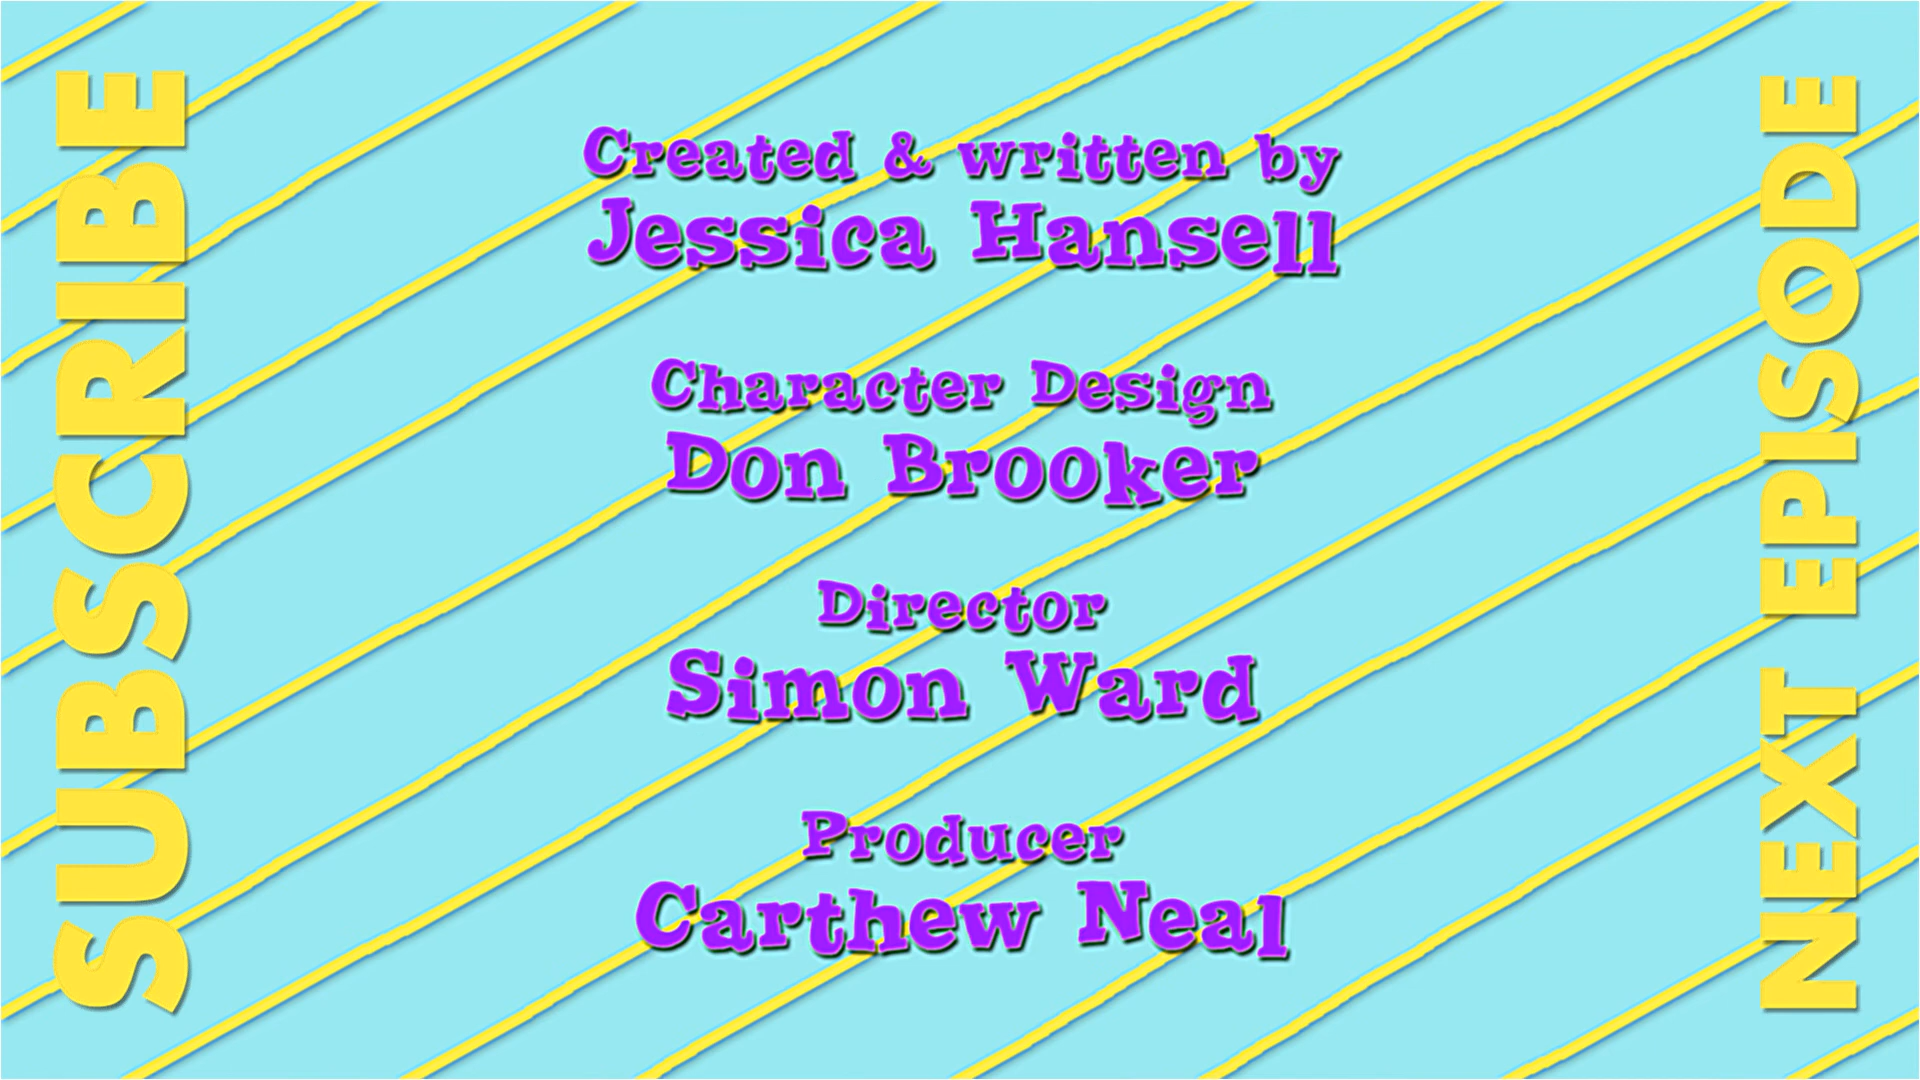 SUBSCRIBE
Created & written by
Jessica Hansell
Character Design
Don Brooker
Director
Simon Ward
Producer
Carthew Neal
NEXT EPISODE